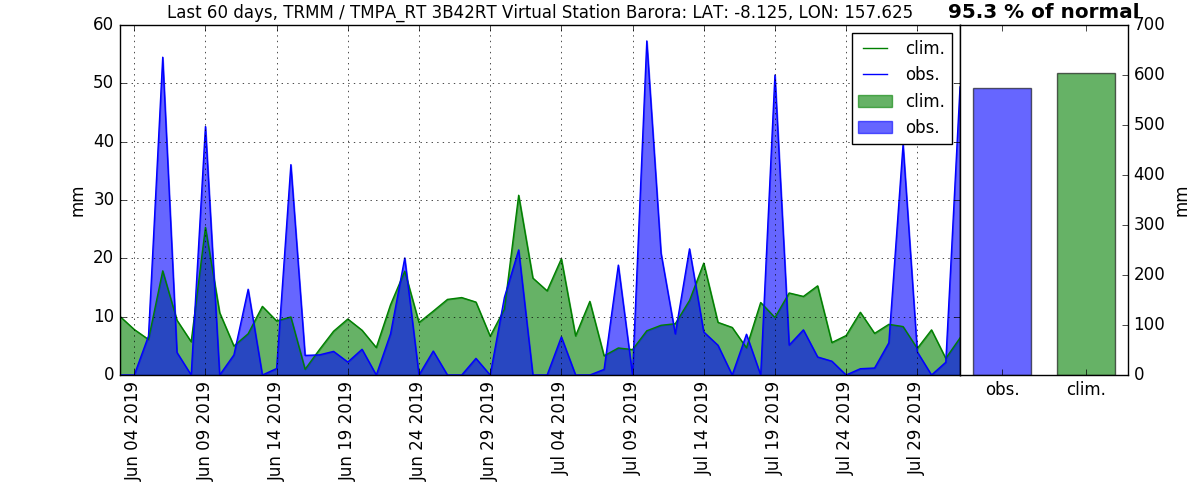 Last 60 days, TRMM / TMPA_RT 3B42RT Virtual Station Barora: LAT: -8.125, LON: 157.625
95.3 % of normal
60
50
40
30
20
10
0
mm
clim.
obs.
clim.
obs.
700
600
500
400
300
200
100
0
mm
Jun 04 2019
Jun 09 2019
Jun 14 2019
Jun 19 2019
Jun 24 2019
Jun 29 2019
Jul 04 2019
Jul 09 2019
Jul 14 2019
Jul 19 2019
Jul 24 2019
Jul 29 2019
obs.
clim.